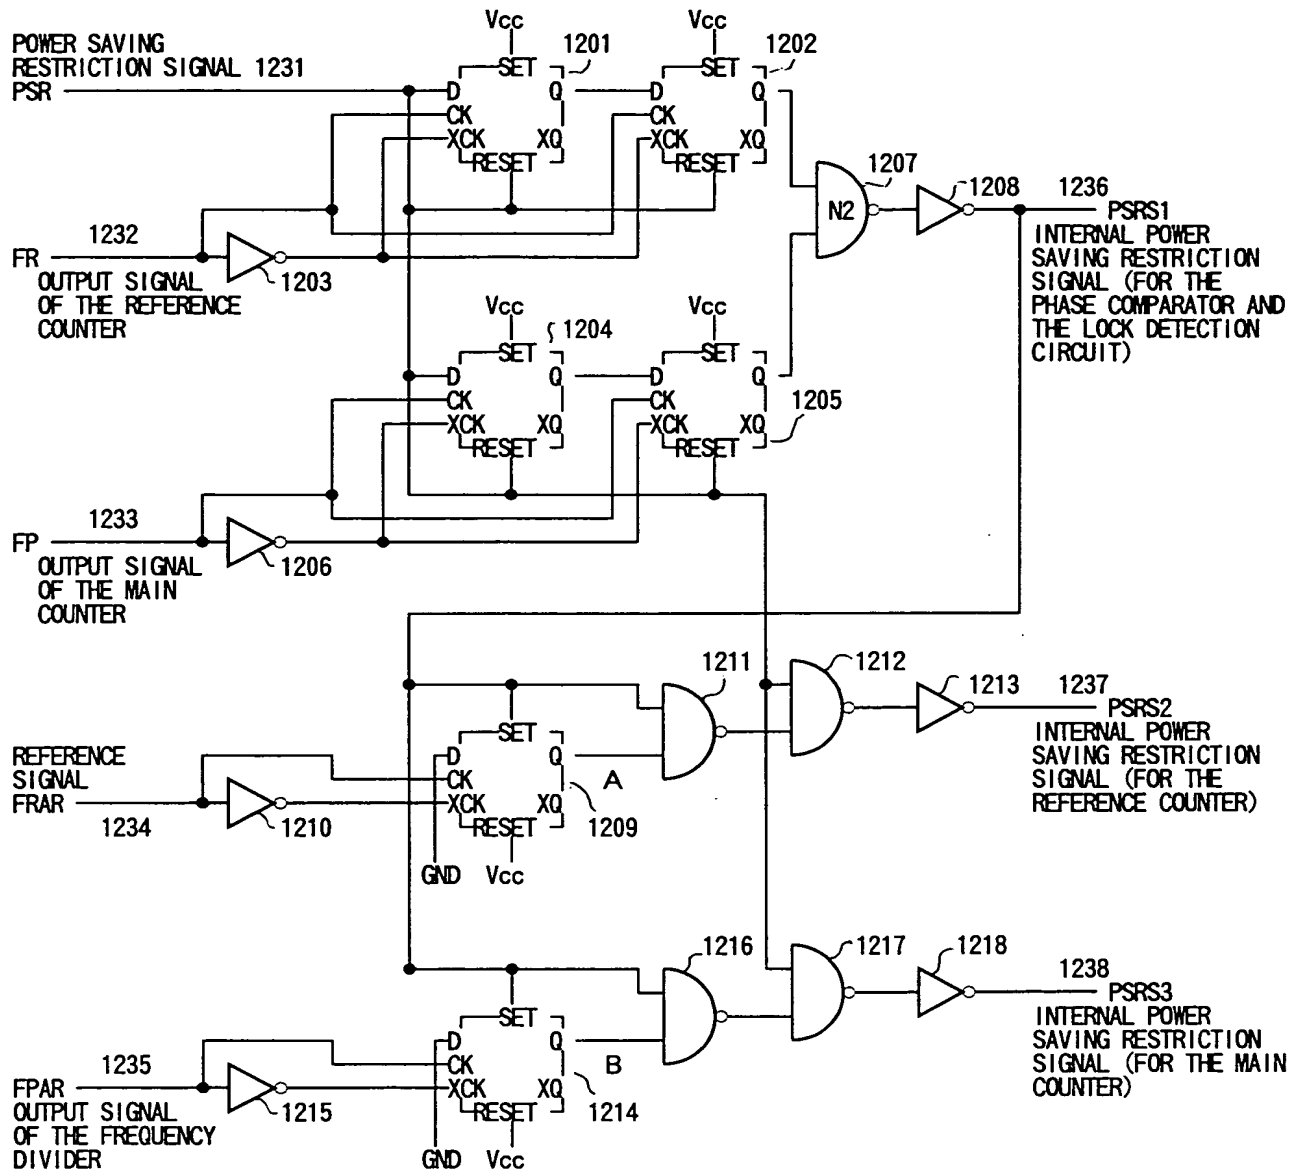 POWER SAVING
RESTRICTION SIGNAL 1231
PSR
Vcc
1201
SET
D
Q
CK
XCK
XQ
RESET
Vcc
1202
SET
D
Q
CK
XCK
XQ
RESET
1207
N2
1208
1236
PSRS1
INTERNAL POWER
SAVING RESTRICTION
SIGNAL (FOR THE
PHASE COMPARATOR AND
THE LOCK DETECTION
CIRCUIT)
1232
FR
1203
OUTPUT SIGNAL
OF THE REFERENCE
COUNTER
Vcc
1204
SET
D
Q
CK
XCK
XQ
RESET
Vcc
SET
D
Q
CK
1205
XCK
XQ
RESET
1233
FP
1206
OUTPUT SIGNAL
OF THE MAIN
COUNTER
1211
1212
1213
1237
PSRS2
INTERNAL POWER
SAVING RESTRICTION
SIGNAL (FOR THE
REFERENCE COUNTER)
REFERENCE
SIGNAL
FRAR
1234
1210
SET
D
Q
A
CK
XCK
XQ
1209
RESET
GND
Vcc
1216
1217
1218
1238
PSRS3
INTERNAL POWER
SAVING RESTRICTION
SIGNAL (FOR THE MAIN
COUNTER)
1235
FPAR
1215
OUTPUT SIGNAL
OF THE FREQUENCY
DIVIDER
SET
D
Q
B
CK
XCK
XQ
1214
RESET
GND
Vcc